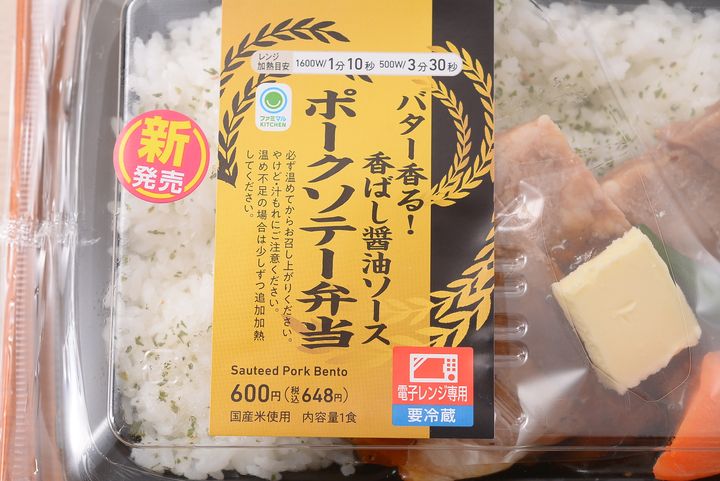 レンジ
加熱目安 1600W/1分10秒 500W/3分30秒
ファミマル
KITCHEN
新
発売
バター香る!
香ばし醤油ソース
ポークソテー弁当
必ず温めてからお召し上がりください。
やけど・汁もれにご注意ください。
温め不足の場合は少しずつ追加加熱
してください。
Sauteed Pork Bento
600円(税込648円)
国産米使用 内容量1食
電子レンジ専用
要冷蔵